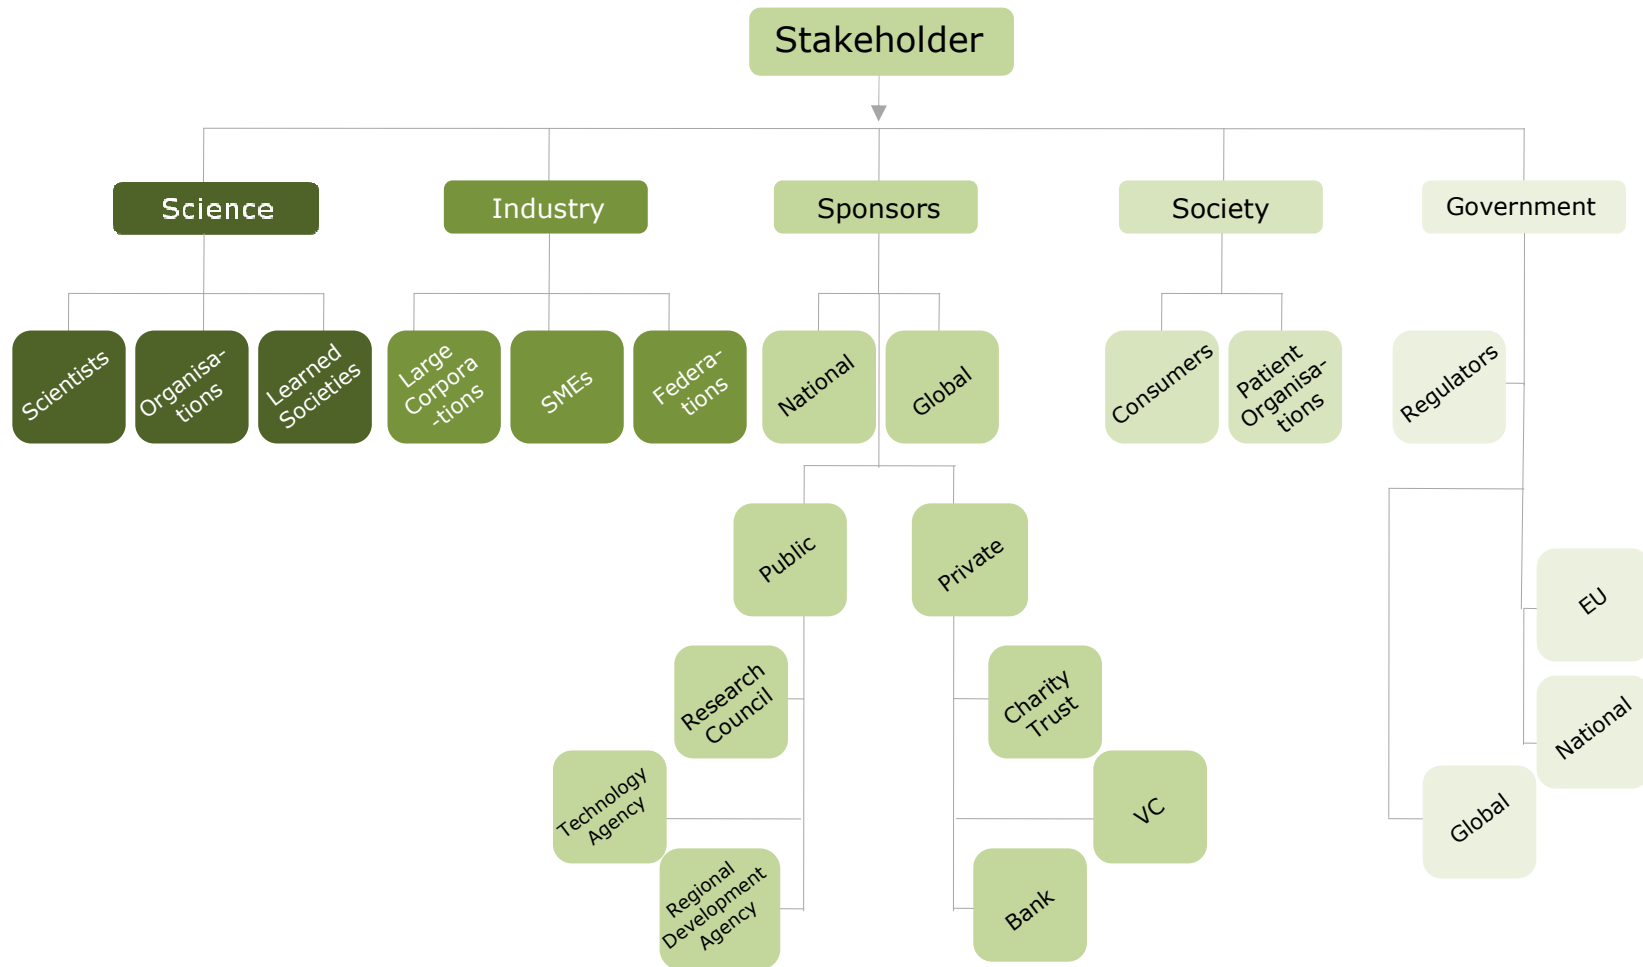 Stakeholder
Science
Industry
Sponsors
Society
Government
Scientists
Organisa-
tions
Learned
Societies
Large
Corpora
-tions
SMEs
Federa-
tions
National
Global
Consumers
Patient
Organisa-
tions
Regulators
Public
Private
EU
Research
Council
Charity
Trust
National
Technology
Agency
VC
Global
Regional
Development
Agency
Bank